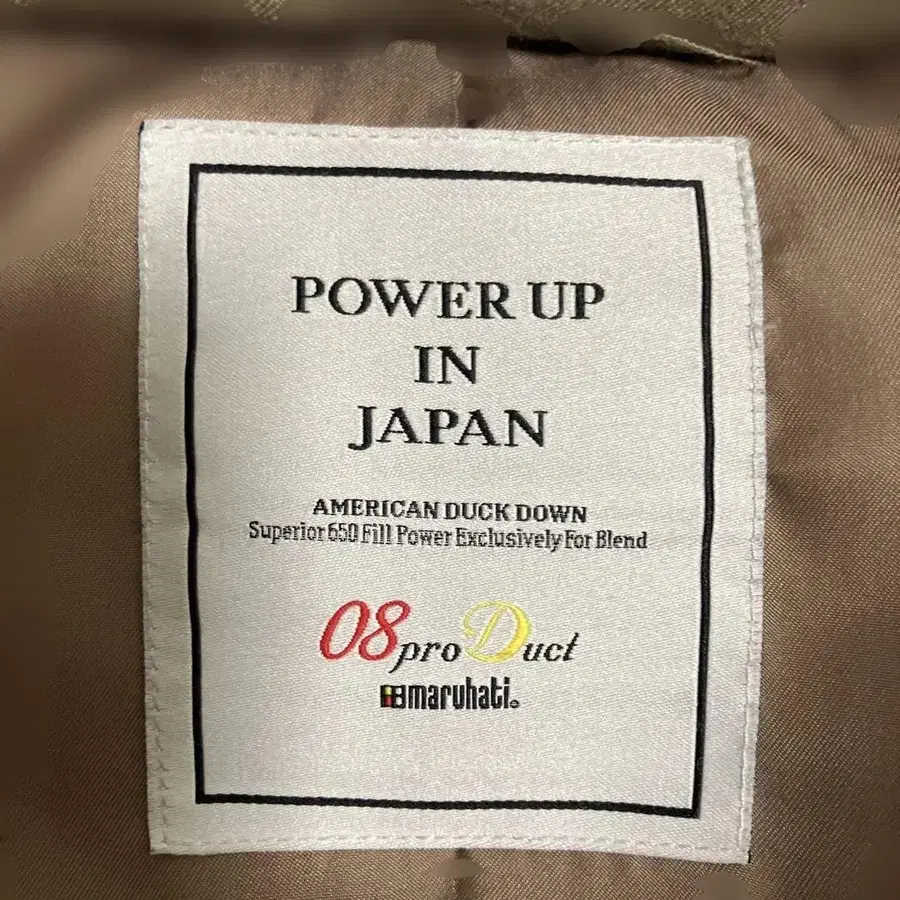 POWER UP
IN
JAPAN
AMERICAN DUCK DOWN
Superior 650 Fill Power Exclusively For Blend
08proDuct
maruhati